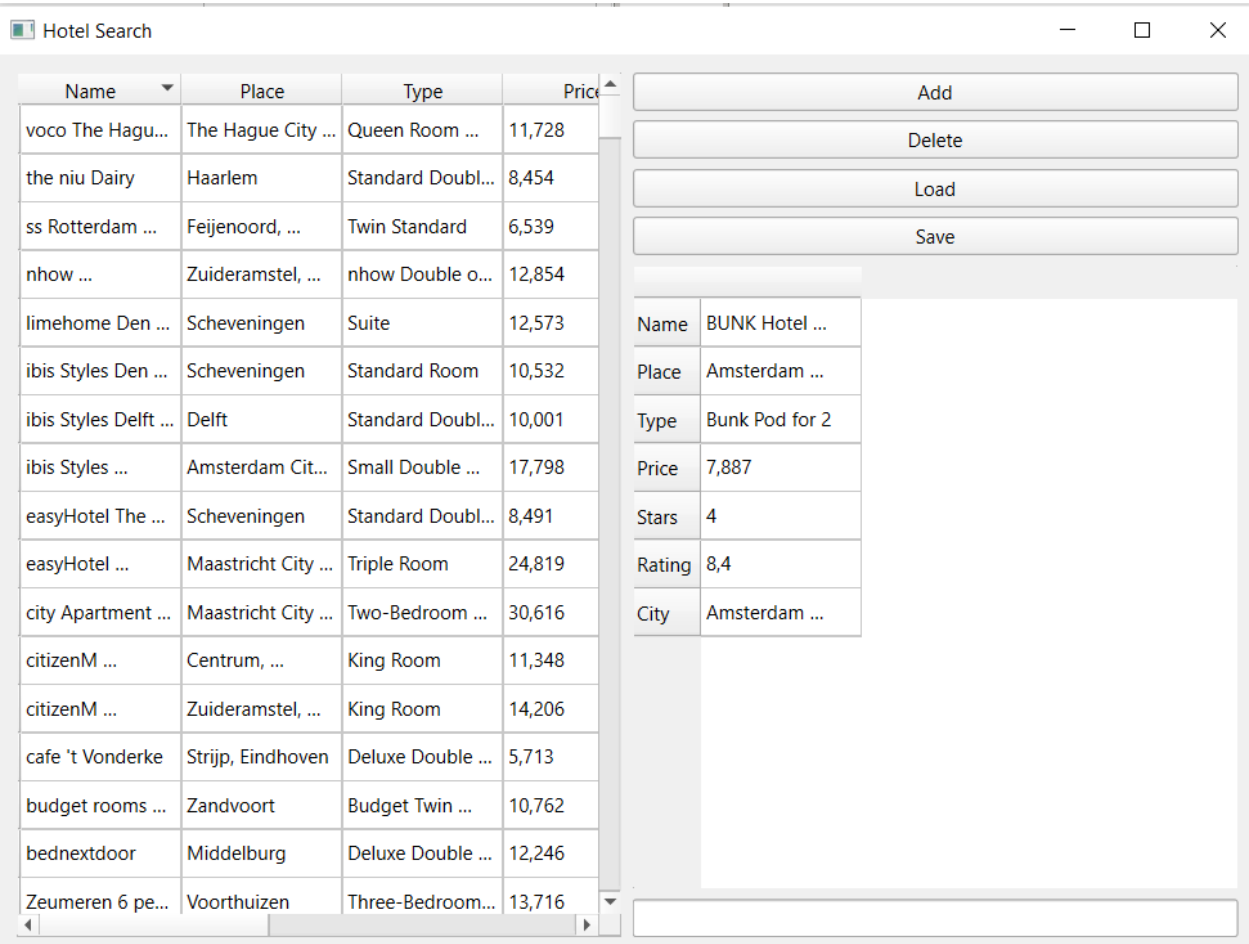 Hotel Search
Name Place Type Price
voco The Hagu... The Hague City ... Queen Room ... 11,728
the niu Dairy Haarlem Standard Doubl... 8,454
ss Rotterdam ... Feijenoord, ... Twin Standard 6,539
nhow ... Zuideramstel, ... nhow Double o... 12,854
limehome Den ... Scheveningen Suite 12,573
ibis Styles Den ... Scheveningen Standard Room 10,532
ibis Styles Delft ... Delft Standard Doubl... 10,001
ibis Styles ... Amsterdam Cit... Small Double ... 17,798
easyHotel The ... Scheveningen Standard Doubl... 8,491
easyHotel ... Maastricht City ... Triple Room 24,819
city Apartment ... Maastricht City ... Two-Bedroom ... 30,616
citizenM ... Centrum, ... King Room 11,348
citizenM ... Zuideramstel, ... King Room 14,206
cafe 't Vonderke Strijp, Eindhoven Deluxe Double ... 5,713
budget rooms ... Zandvoort Budget Twin ... 10,762
bednextdoor Middelburg Deluxe Double ... 12,246
Zeumeren 6 pe... Voorthuizen Three-Bedroom... 13,716
Add
Delete
Load
Save
Name BUNK Hotel ...
Place Amsterdam ...
Type Bunk Pod for 2
Price 7,887
Stars 4
Rating 8,4
City Amsterdam ...